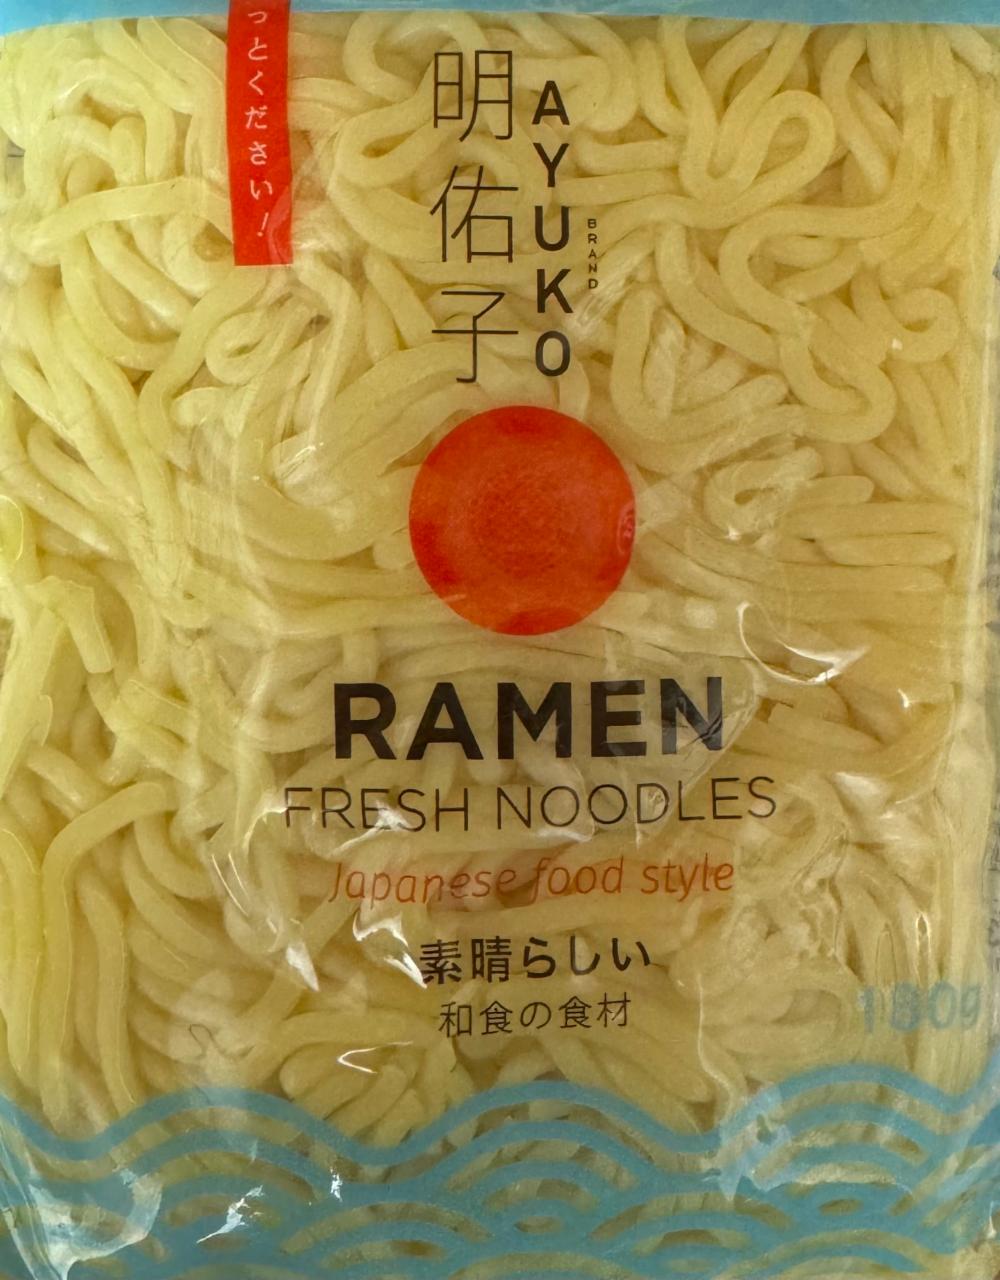 っとください！
明佑子
AYUKO
BRAND
RAMEN
FRESH NOODLES
Japanese food style
素晴らしい
和食の食材
180g